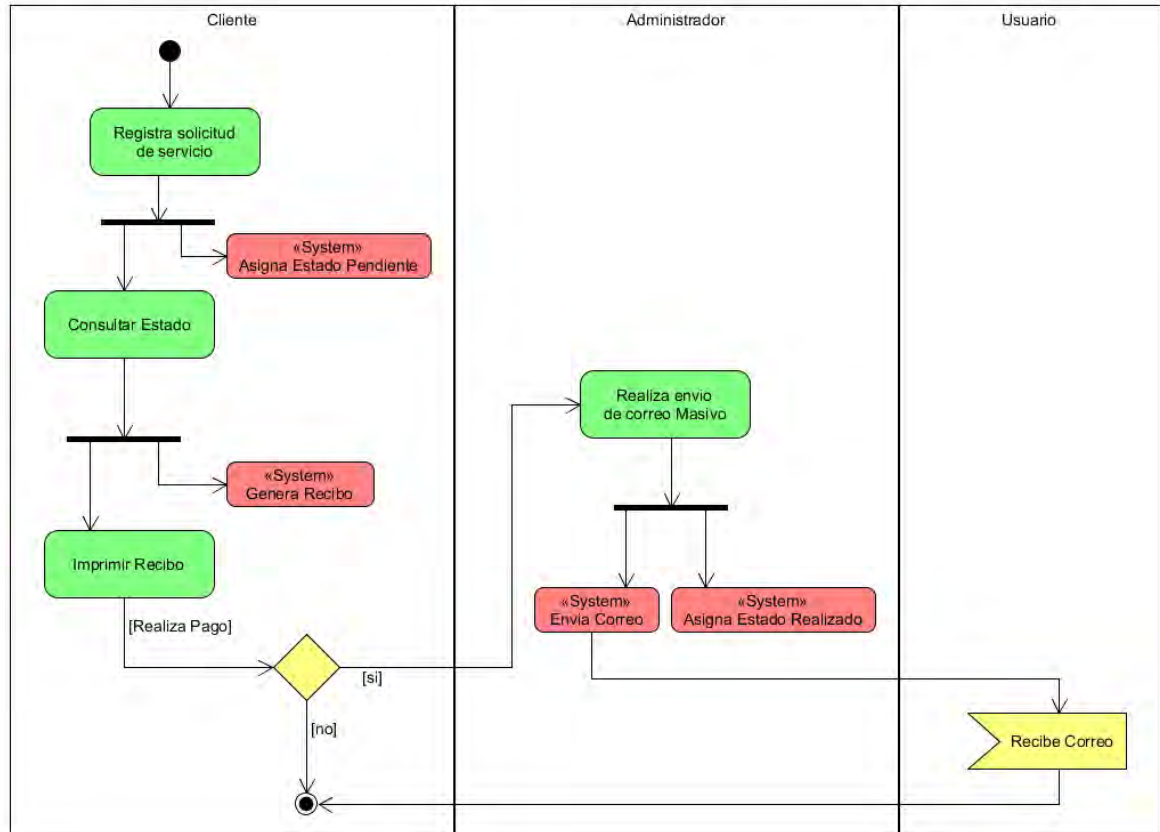 Cliente
Administrador
Usuario
Registra solicitud
de servicio
«System»
Asigna Estado Pendiente
Consultar Estado
Realiza envio
de correo Masivo
«System»
Genera Recibo
Imprimir Recibo
«System»
Envia Correo
«System»
Asigna Estado Realizado
[Realiza Pago]
[si]
[no]
Recibe Correo